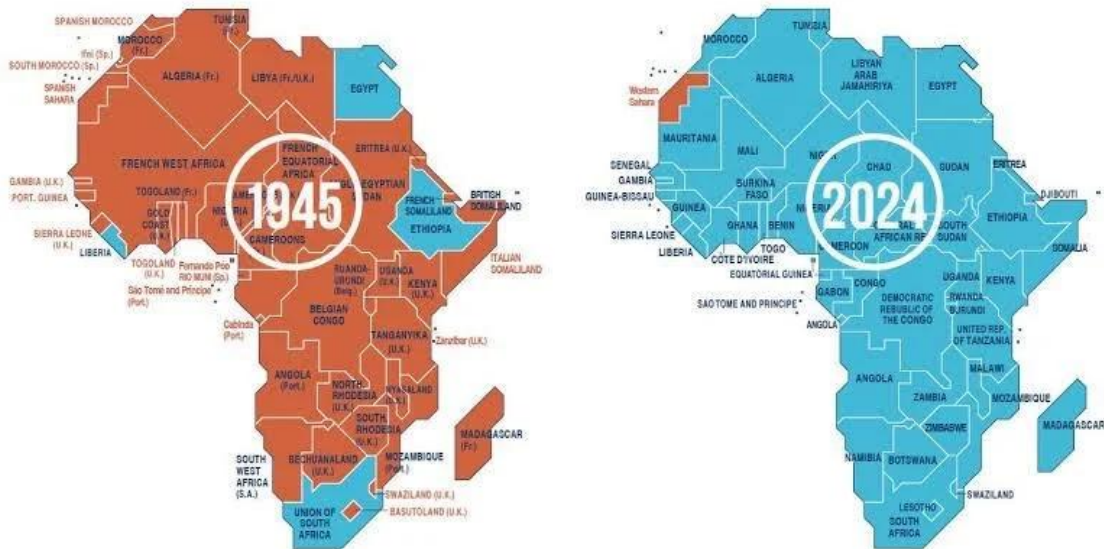 SPANISH MOROCCO
TUNISIA
(Fr.)
MOROCCO
(Fr.)
Ifni (Sp.)
SOUTH MOROCCO (Sp.)
ALGERIA (Fr.)
LIBYA (Fr./U.K.)
EGYPT
SPANISH
SAHARA
FRENCH WEST AFRICA
FRENCH
EQUATORIAL
AFRICA
ERITREA (U.K.)
GAMBIA (U.K.)
PORT. GUINEA
TOGOLAND (Fr.)
1945
EGYPTIAN
SUDAN
FRENCH
SOMALILAND
BRITISH
SOMALILAND
GOLD
COAST
(U.K.)
NIGERIA
ETHIOPIA
SIERRA LEONE
(U.K.)
LIBERIA
CAMEROONS
TOGOLAND
(U.K.)
Fernando Poo
RIO MUNI (Sp.)
ITALIAN
SOMALILAND
RUANDA-
URUNDI
(Belg.)
UGANDA
(U.K.)
KENYA
(U.K.)
São Tomé and Principe
(Port.)
BELGIAN
CONGO
Cabinda
(Port.)
TANGANYIKA
(U.K.)
Zanzibar (U.K.)
ANGOLA
(Port.)
NORTH
RHODESIA
(U.K.)
NYASALAND
(U.K.)
SOUTH
RHODESIA
(U.K.)
MADAGASCAR
(Fr.)
SOUTH
WEST
AFRICA
(S.A.)
BECHUANALAND
(U.K.)
MOZAMBIQUE
(Port.)
SWAZILAND (U.K.)
BASUTOLAND (U.K.)
UNION OF
SOUTH
AFRICA
MOROCCO
TUNISIA
ALGERIA
LIBYAN
ARAB
JAMAHIRIYA
EGYPT
Western
Sahara
MAURITANIA
MALI
NIGER
CHAD
SUDAN
ERITREA
SENEGAL
GAMBIA
GUINEA-BISSAU
BURKINA
FASO
2024
DJIBOUTI
GUINEA
GHANA
BENIN
NIGERIA
CENTRAL
AFRICAN RE
SOUTH
SUDAN
ETHIOPIA
SIERRA LEONE
LIBERIA
COTE D'IVOIRE
TOGO
CAMEROON
SOMALIA
EQUATORIAL GUINEA
GABON
CONGO
UGANDA
KENYA
SAO TOME AND PRINCIPE
DEMOCRATIC
REPUBLIC OF
THE CONGO
RWANDA
BURUNDI
ANGOLA
UNITED REP.
OF TANZANIA
ANGOLA
MALAWI
ZAMBIA
MOZAMBIQUE
ZIMBASWE
MADAGASCAR
NAMIBIA
BOTSWANA
SWAZILAND
LESOTHO
SOUTH
AFRICA